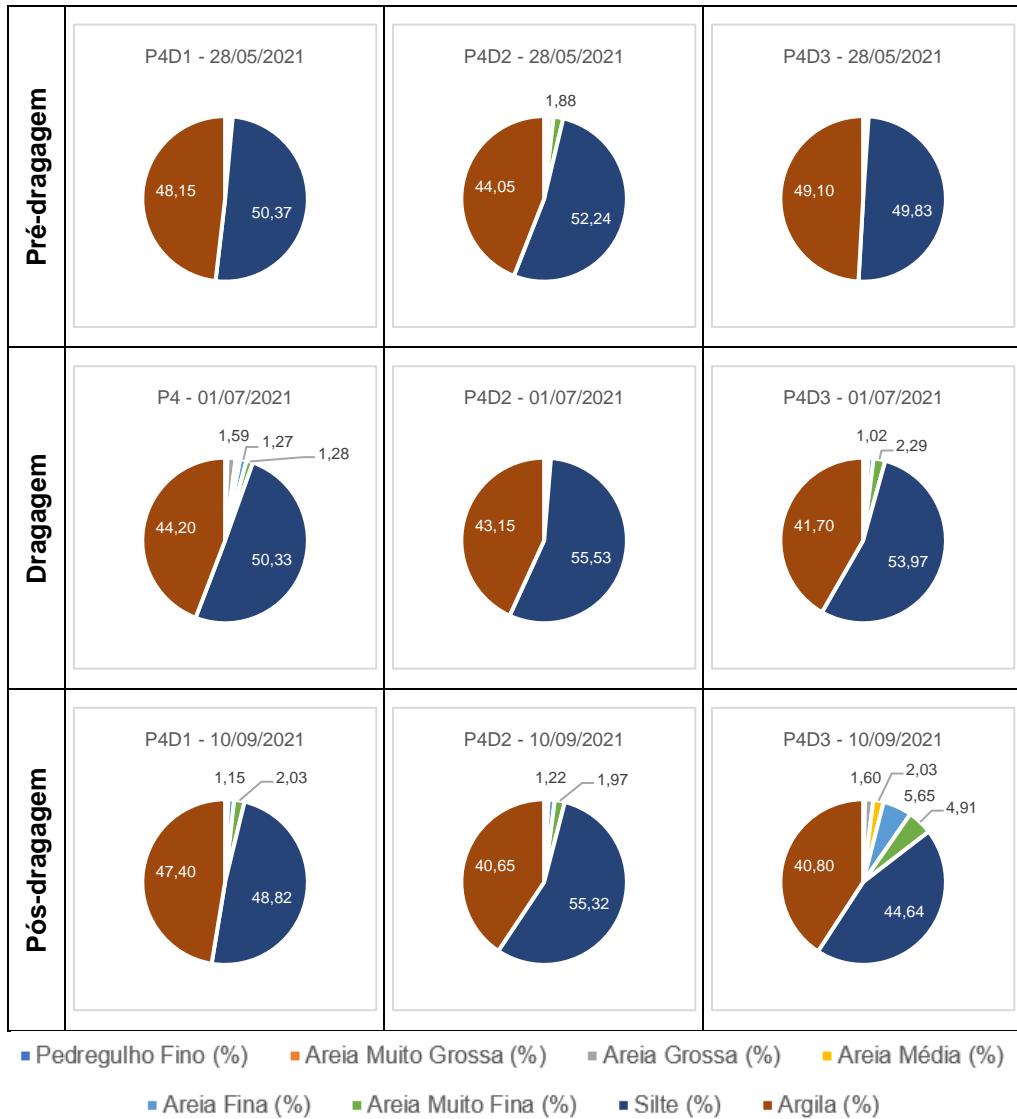 Pré-dragagem
P4D1 - 28/05/2021
48,15
50,37
P4D2 - 28/05/2021
1,88
44,05
52,24
P4D3 - 28/05/2021
49,10
49,83
Dragagem
P4 - 01/07/2021
1,59
1,27
1,28
44,20
50,33
P4D2 - 01/07/2021
43,15
55,53
P4D3 - 01/07/2021
1,02
2,29
41,70
53,97
Pós-dragagem
P4D1 - 10/09/2021
1,15
2,03
47,40
48,82
P4D2 - 10/09/2021
1,22
1,97
40,65
55,32
P4D3 - 10/09/2021
1,60
2,03
5,65
4,91
40,80
44,64
Pedregulho Fino (%) Areia Muito Grossa (%) Areia Grossa (%) Areia Média (%)
Areia Fina (%) Areia Muito Fina (%) Silte (%) Argila (%)